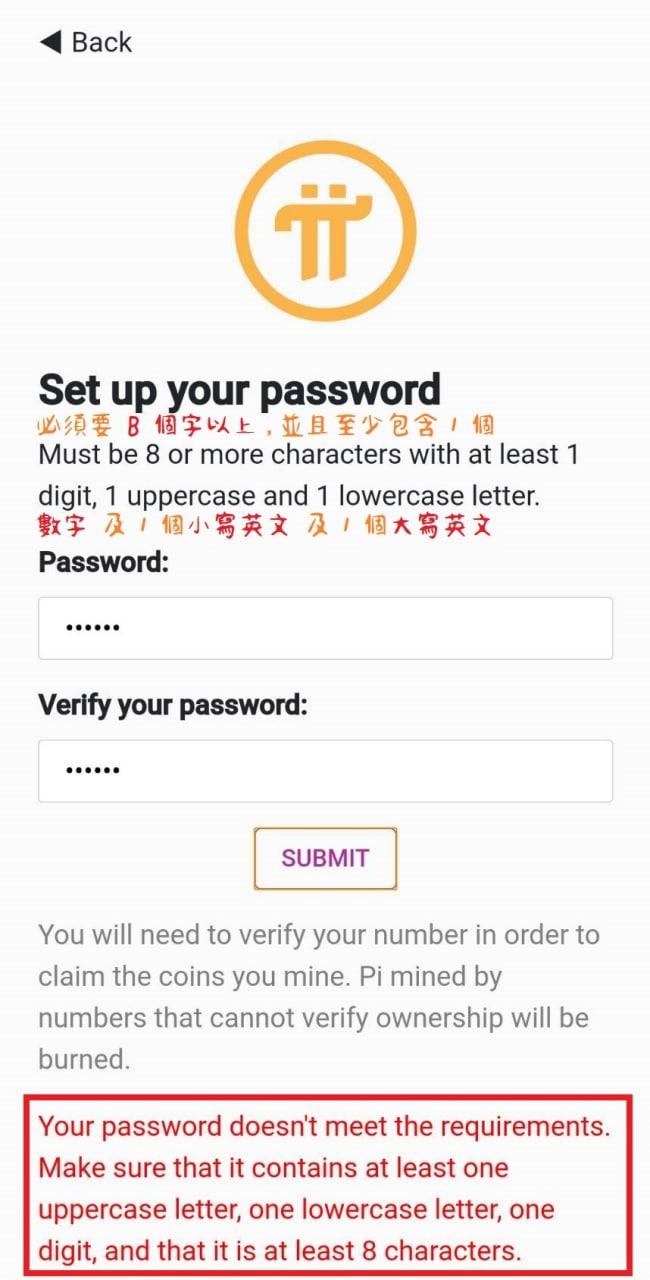 ◀ Back
Set up your password
必須要 8 個字以上,並且至少包含 1 個
Must be 8 or more characters with at least 1
digit, 1 uppercase and 1 lowercase letter.
數字 及 1 個小寫英文 及 1 個大寫英文
Password:
••••••
Verify your password:
••••••
SUBMIT
You will need to verify your number in order to
claim the coins you mine. Pi mined by
numbers that cannot verify ownership will be
burned.
Your password doesn't meet the requirements.
Make sure that it contains at least one
uppercase letter, one lowercase letter, one
digit, and that it is at least 8 characters.